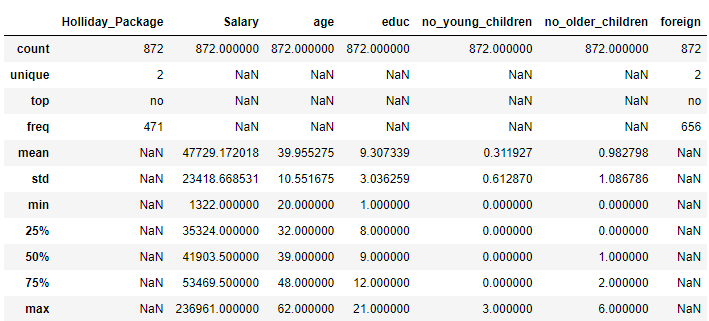 Holliday_Package Salary age educ no_young_children no_older_children foreign
count 872 872.000000 872.000000 872.000000 872.000000 872.000000 872
unique 2 NaN NaN NaN NaN NaN 2
top no NaN NaN NaN NaN NaN no
freq 471 NaN NaN NaN NaN NaN 656
mean NaN 47729.172018 39.955275 9.307339 0.311927 0.982798 NaN
std NaN 23418.668531 10.551675 3.036259 0.612870 1.086786 NaN
min NaN 1322.000000 20.000000 1.000000 0.000000 0.000000 NaN
25% NaN 35324.000000 32.000000 8.000000 0.000000 0.000000 NaN
50% NaN 41903.500000 39.000000 9.000000 0.000000 1.000000 NaN
75% NaN 53469.500000 48.000000 12.000000 0.000000 2.000000 NaN
max NaN 236961.000000 62.000000 21.000000 3.000000 6.000000 NaN